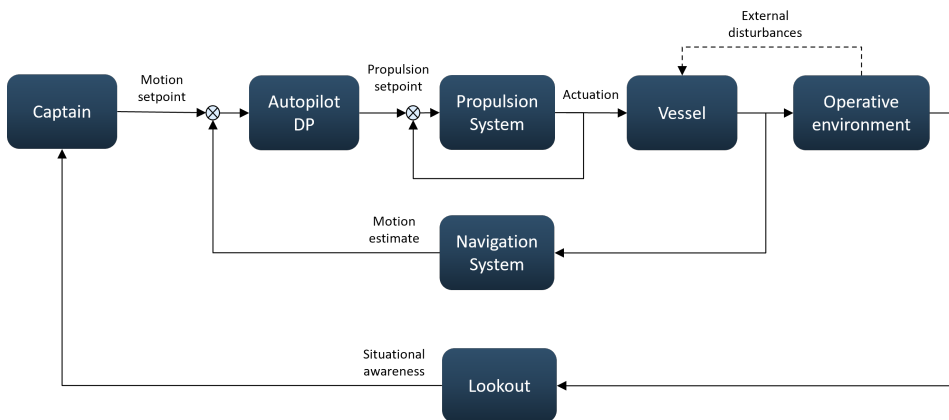 External
disturbances
Captain
Motion
setpoint
Autopilot
DP
Propulsion
setpoint
Propulsion
System
Actuation
Vessel
Operative
environment
Motion
estimate
Navigation
System
Situational
awareness
Lookout